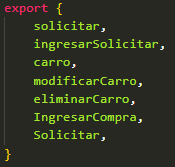 export {
solicitar,
ingresarSolicitar,
carro,
modificarCarro,
eliminarCarro,
IngresarCompra,
Solicitar,
}